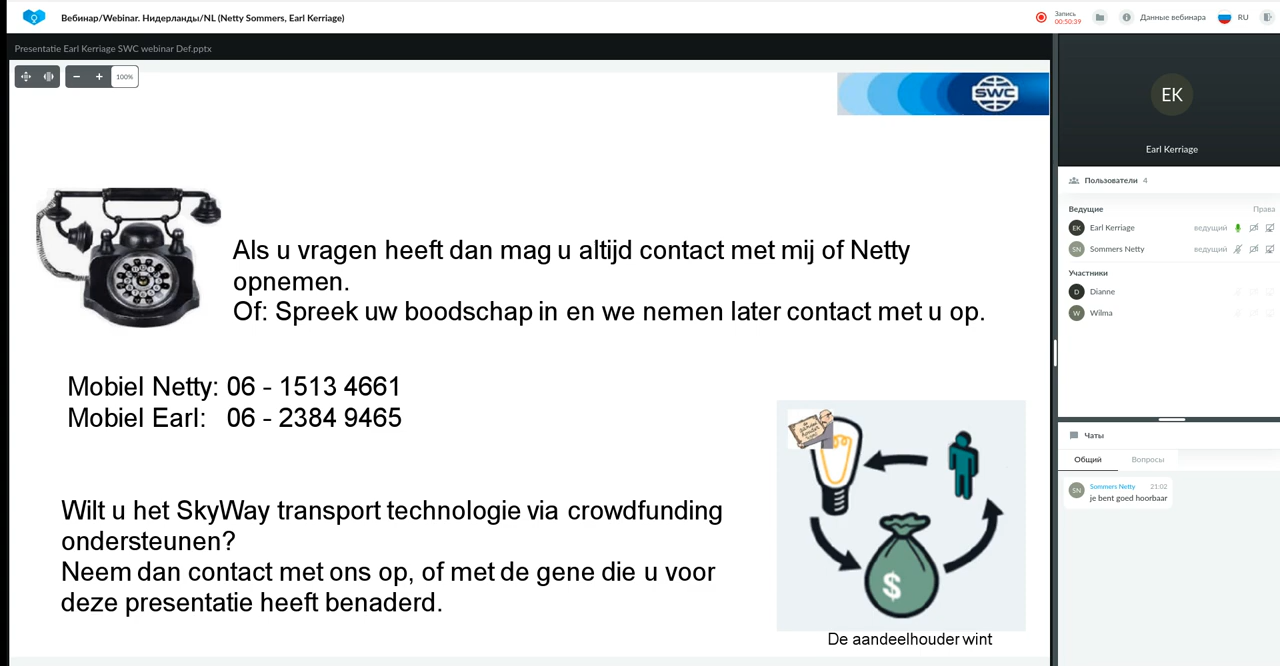 Вебинар/Webinar. Нидерланды/NL (Netty Sommers, Earl Kerriage)
Запись
00:50:39
Данные вебинара
RU
Presentatie Earl Kerriage SWC webinar Def.pptx
100%
SWC
Als u vragen heeft dan mag u altijd contact met mij of Netty
opnemen.
Of: Spreek uw boodschap in en we nemen later contact met u op.
Mobiel Netty: 06 - 1513 4661
Mobiel Earl: 06 - 2384 9465
Wilt u het SkyWay transport technologie via crowdfunding
ondersteunen?
Neem dan contact met ons op, of met de gene die u voor
deze presentatie heeft benaderd.
$
De aandeelhouder wint
EK
Earl Kerriage
Пользователи 4
Ведущие Права
EK Earl Kerriage ведущий
SN Sommers Netty ведущий
Участники
D Dianne
W Wilma
Чаты
Общий Вопросы
SN Sommers Netty 21:02
je bent goed hoorbaar